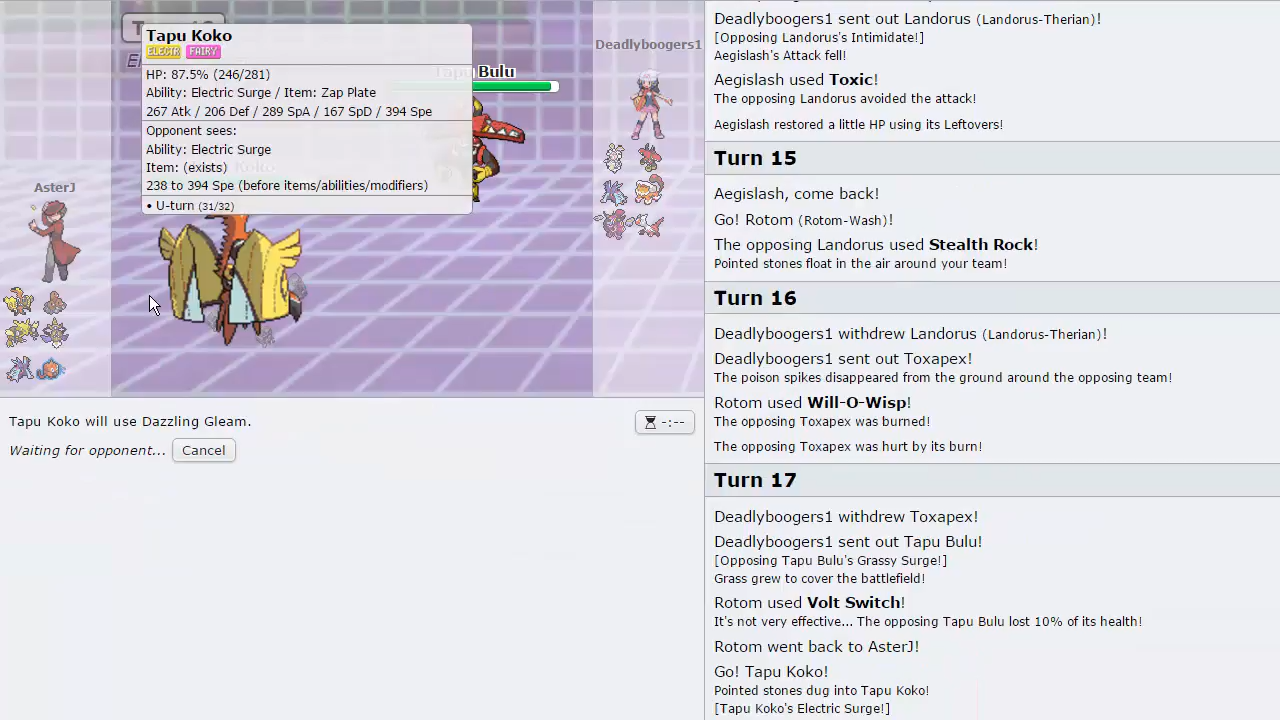 Tapu Koko
ELECTR FAIRY
HP: 87.5% (246/281)
Ability: Electric Surge / Item: Zap Plate
267 Atk / 206 Def / 289 SpA / 167 SpD / 394 Spe
Opponent sees:
Ability: Electric Surge
Item: (exists)
238 to 394 Spe (before items/abilities/modifiers)
• U-turn (31/32)
Bulu
Deadlyboogers1
AsterJ
Tapu Koko will use Dazzling Gleam.
-:--
Waiting for opponent... Cancel
Deadlyboogers1 sent out Landorus (Landorus-Therian)!
[Opposing Landorus's Intimidate!]
Aegislash's Attack fell!
Aegislash used Toxic!
The opposing Landorus avoided the attack!
Aegislash restored a little HP using its Leftovers!
Turn 15
Aegislash, come back!
Go! Rotom (Rotom-Wash)!
The opposing Landorus used Stealth Rock!
Pointed stones float in the air around your team!
Turn 16
Deadlyboogers1 withdrew Landorus (Landorus-Therian)!
Deadlyboogers1 sent out Toxapex!
The poison spikes disappeared from the ground around the opposing team!
Rotom used Will-O-Wisp!
The opposing Toxapex was burned!
The opposing Toxapex was hurt by its burn!
Turn 17
Deadlyboogers1 withdrew Toxapex!
Deadlyboogers1 sent out Tapu Bulu!
[Opposing Tapu Bulu's Grassy Surge!]
Grass grew to cover the battlefield!
Rotom used Volt Switch!
It's not very effective... The opposing Tapu Bulu lost 10% of its health!
Rotom went back to AsterJ!
Go! Tapu Koko!
Pointed stones dug into Tapu Koko!
[Tapu Koko's Electric Surge!]